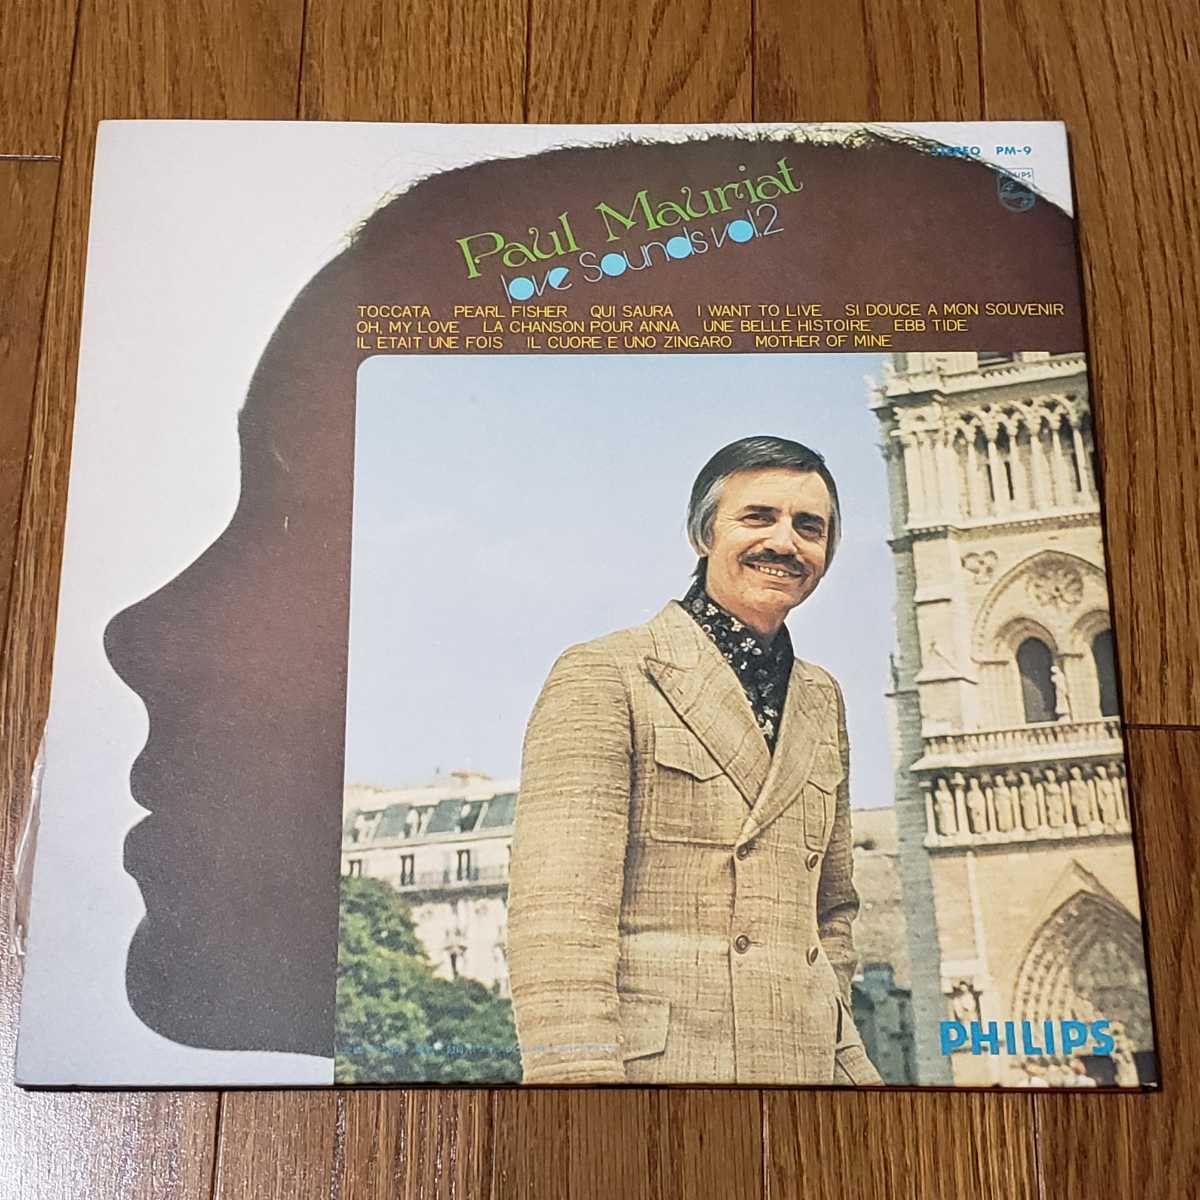 STEREO PM-9
PHILIPS
Paul Mauriat
love Sounds vol.2
TOCCATA PEARL FISHER QUI SAURA I WANT TO LIVE SI DOUCE A MON SOUVENIR
OH, MY LOVE LA CHANSON POUR ANNA UNE BELLE HISTOIRE EBB TIDE
IL ETAIT UNE FOIS IL CUORE E UNO ZINGARO MOTHER OF MINE
PHILIPS